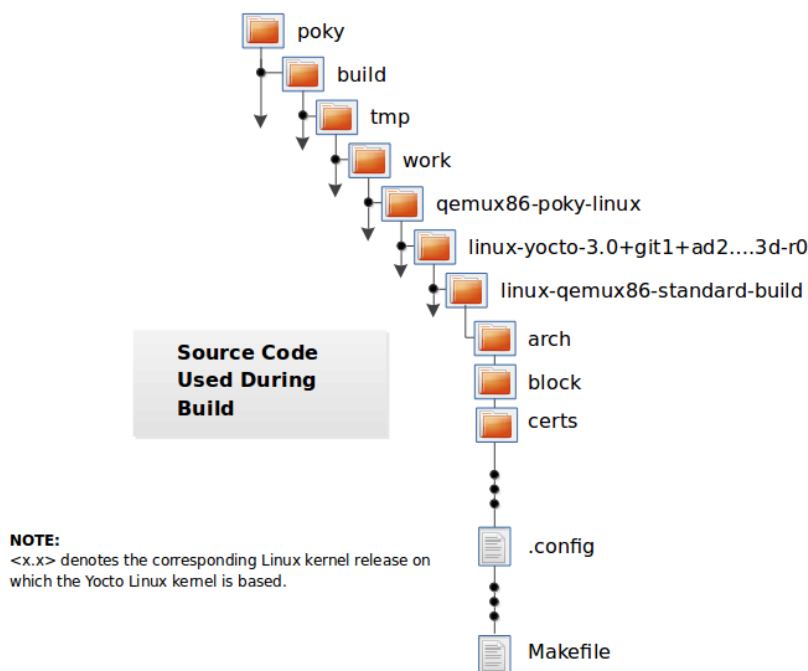 poky
build
tmp
work
qemux86-poky-linux
linux-yocto-3.0+git1+ad2....3d-r0
linux-qemux86-standard-build
Source Code
Used During
Build
arch
block
certs
NOTE:
<x.x> denotes the corresponding Linux kernel release on
which the Yocto Linux kernel is based.
.config
Makefile